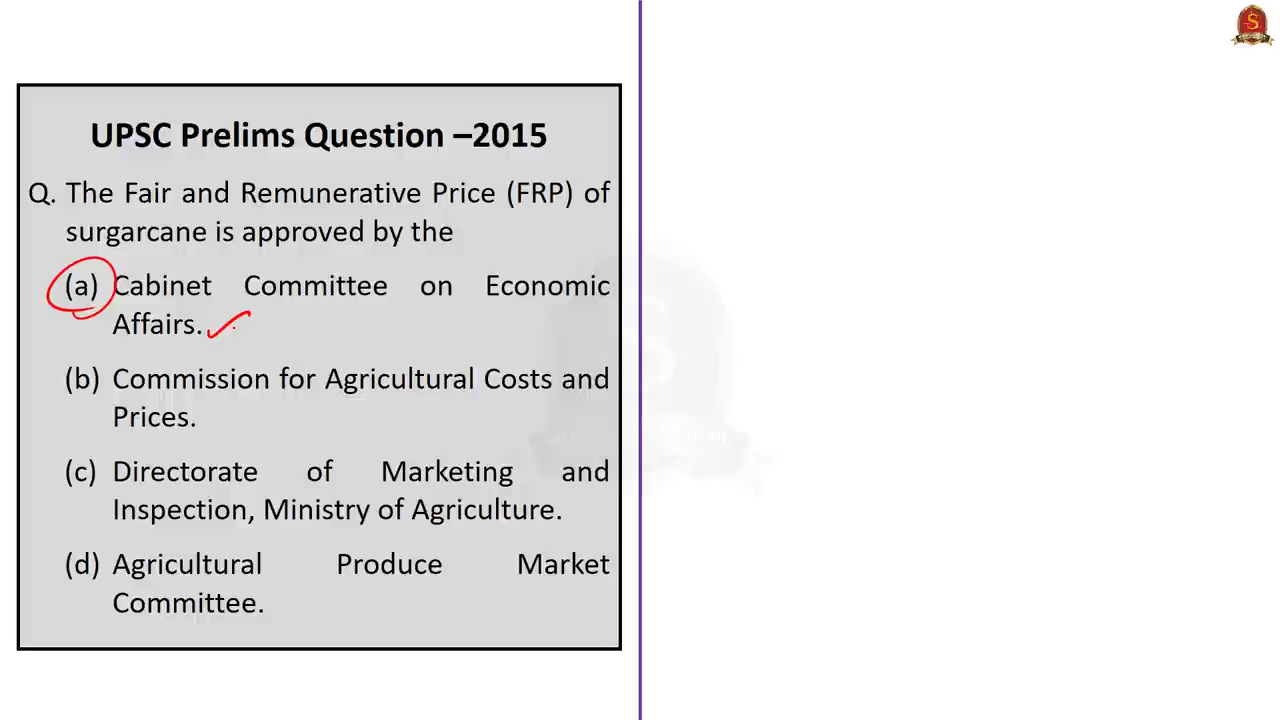 UPSC Prelims Question –2015
Q. The Fair and Remunerative Price (FRP) of
surgarcane is approved by the
(a) Cabinet Committee on Economic
Affairs.
(b) Commission for Agricultural Costs and
Prices.
(c) Directorate of Marketing and
Inspection, Ministry of Agriculture.
(d) Agricultural Produce Market
Committee.